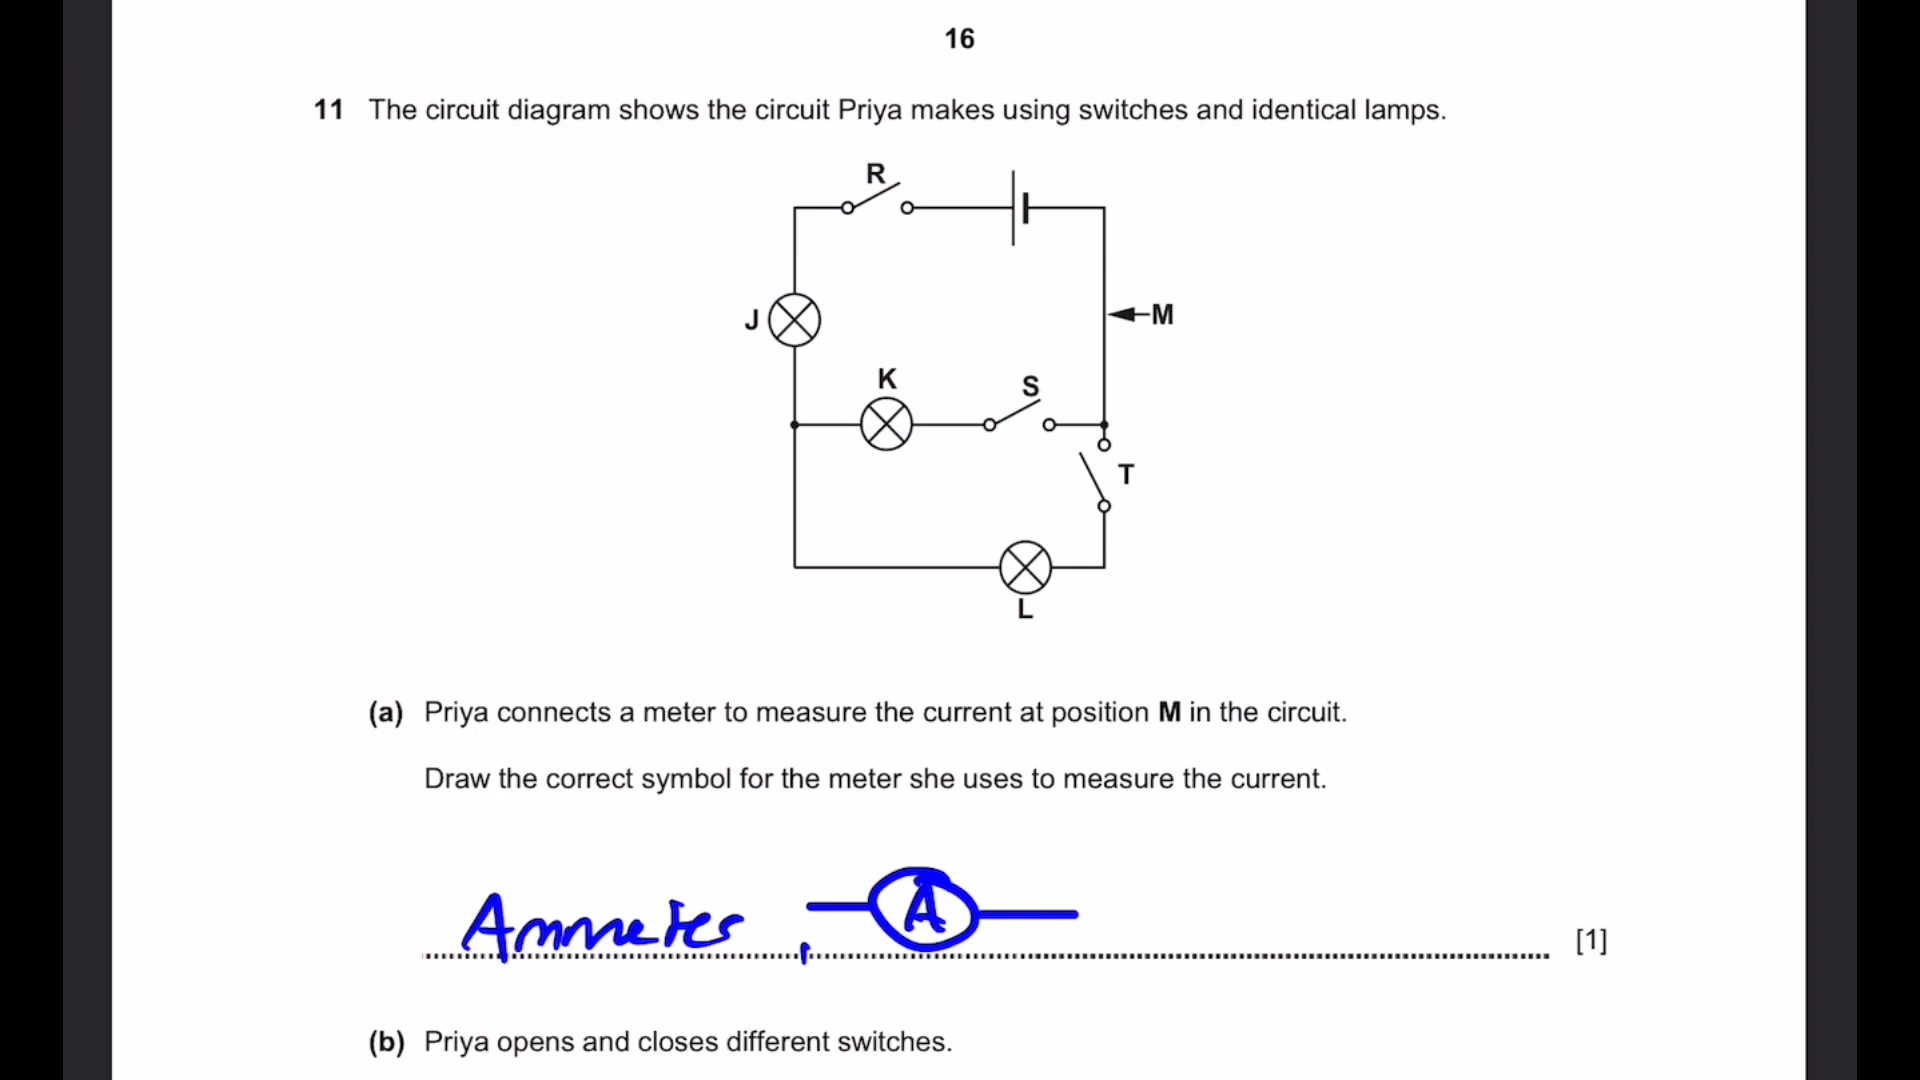 16
11 The circuit diagram shows the circuit Priya makes using switches and identical lamps.
R
M
J
K
S
T
L
(a) Priya connects a meter to measure the current at position M in the circuit.
Draw the correct symbol for the meter she uses to measure the current.
Ammeter, A
[1]
(b) Priya opens and closes different switches.